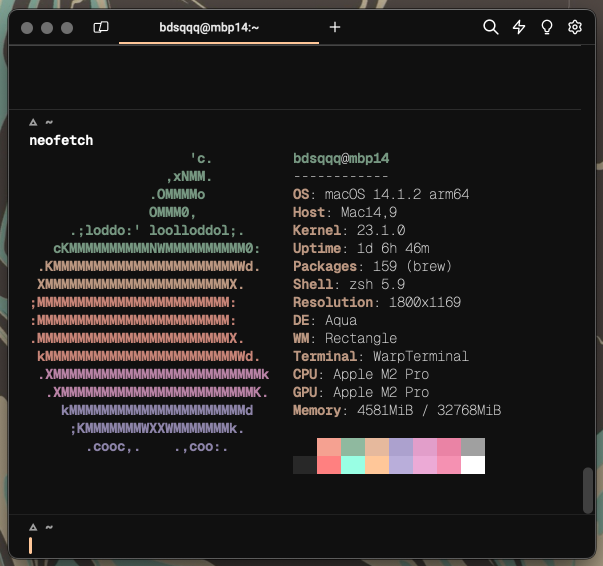 bdsqqq@mbp14:~
△ ~
neofetch
'c.
,xNMM.
.OMMMMo
OMMM0,
.;loddo:' loolloddol;.
cKMMMMMMMMMMNWMMMMMMMMMM0:
.KMMMMMMMMMMMMMMMMMMMMMMMWd.
XMMMMMMMMMMMMMMMMMMMMMMMX.
;MMMMMMMMMMMMMMMMMMMMMMMM:
:MMMMMMMMMMMMMMMMMMMMMMMM:
.MMMMMMMMMMMMMMMMMMMMMMMMX.
kMMMMMMMMMMMMMMMMMMMMMMMMWd.
.XMMMMMMMMMMMMMMMMMMMMMMMMMMk
.XMMMMMMMMMMMMMMMMMMMMMMMMK.
kMMMMMMMMMMMMMMMMMMMMMMd
;KMMMMMMMWXXWMMMMMMMk.
.cooc,.    .,coo:.
bdsqqq@mbp14
------------
OS: macOS 14.1.2 arm64
Host: Mac14,9
Kernel: 23.1.0
Uptime: 1d 6h 46m
Packages: 159 (brew)
Shell: zsh 5.9
Resolution: 1800x1169
DE: Aqua
WM: Rectangle
Terminal: WarpTerminal
CPU: Apple M2 Pro
GPU: Apple M2 Pro
Memory: 4581MiB / 32768MiB
△ ~